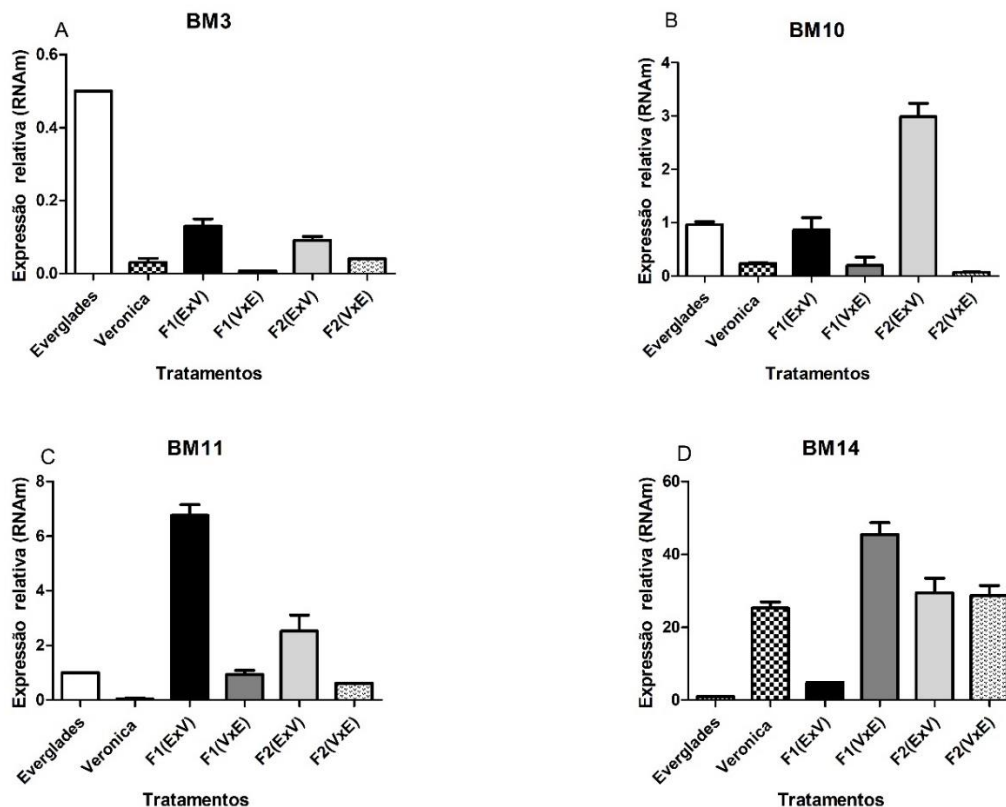 A
BM3
Expressão relativa (RNAm)
0.6
0.4
0.2
0.0
Everglades
Veronica
F1(ExV)
F1(VxE)
F2(ExV)
F2(VxE)
Tratamentos
B
BM10
Expressão relativa (RNAm)
4
3
2
1
0
Everglades
Veronica
F1(ExV)
F1(VxE)
F2(ExV)
F2(VxE)
Tratamentos
C
BM11
Expressão relativa (RNAm)
8
6
4
2
0
Everglades
Veronica
F1(ExV)
F1(VxE)
F2(ExV)
F2(VxE)
Tratamentos
D
BM14
Expressão relativa (RNAm)
60
40
20
0
Everglades
Veronica
F1(ExV)
F1(VxE)
F2(ExV)
F2(VxE)
Tratamentos